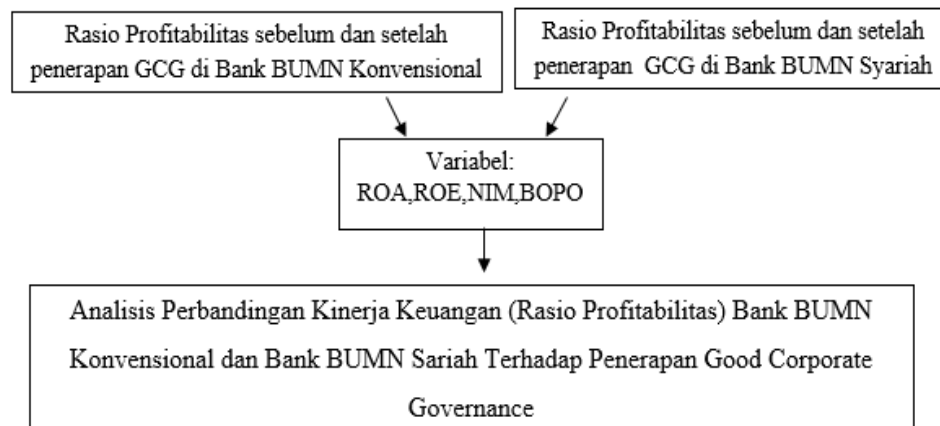 Rasio Profitabilitas sebelum dan setelah
penerapan GCG di Bank BUMN Konvensional
Rasio Profitabilitas sebelum dan setelah
penerapan GCG di Bank BUMN Syariah
Variabel:
ROA,ROE,NIM,BOPO
Analisis Perbandingan Kinerja Keuangan (Rasio Profitabilitas) Bank BUMN
Konvensional dan Bank BUMN Sariah Terhadap Penerapan Good Corporate
Governance